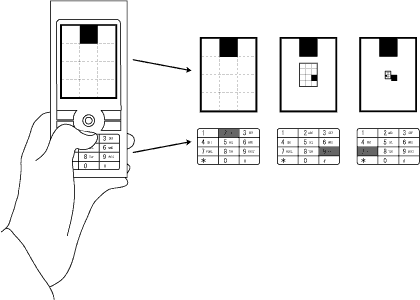 3 DEF
6 MNO
8 TUV 9 WXYZ
0 #
1 2 3 DEF
4 GHI 5 JKL 6 MNO
7 PQRS 8 TUV 9 WXYZ
* 0 #
1 2 ABC 3 DEF
4 GHI 5 JKL 6 MNO
7 PQRS 8 TUV 9
* 0 #
1 2 ABC 3 DEF
4 GHI 5 JKL 6 MNO
7 8 TUV 9 WXYZ
* 0 #